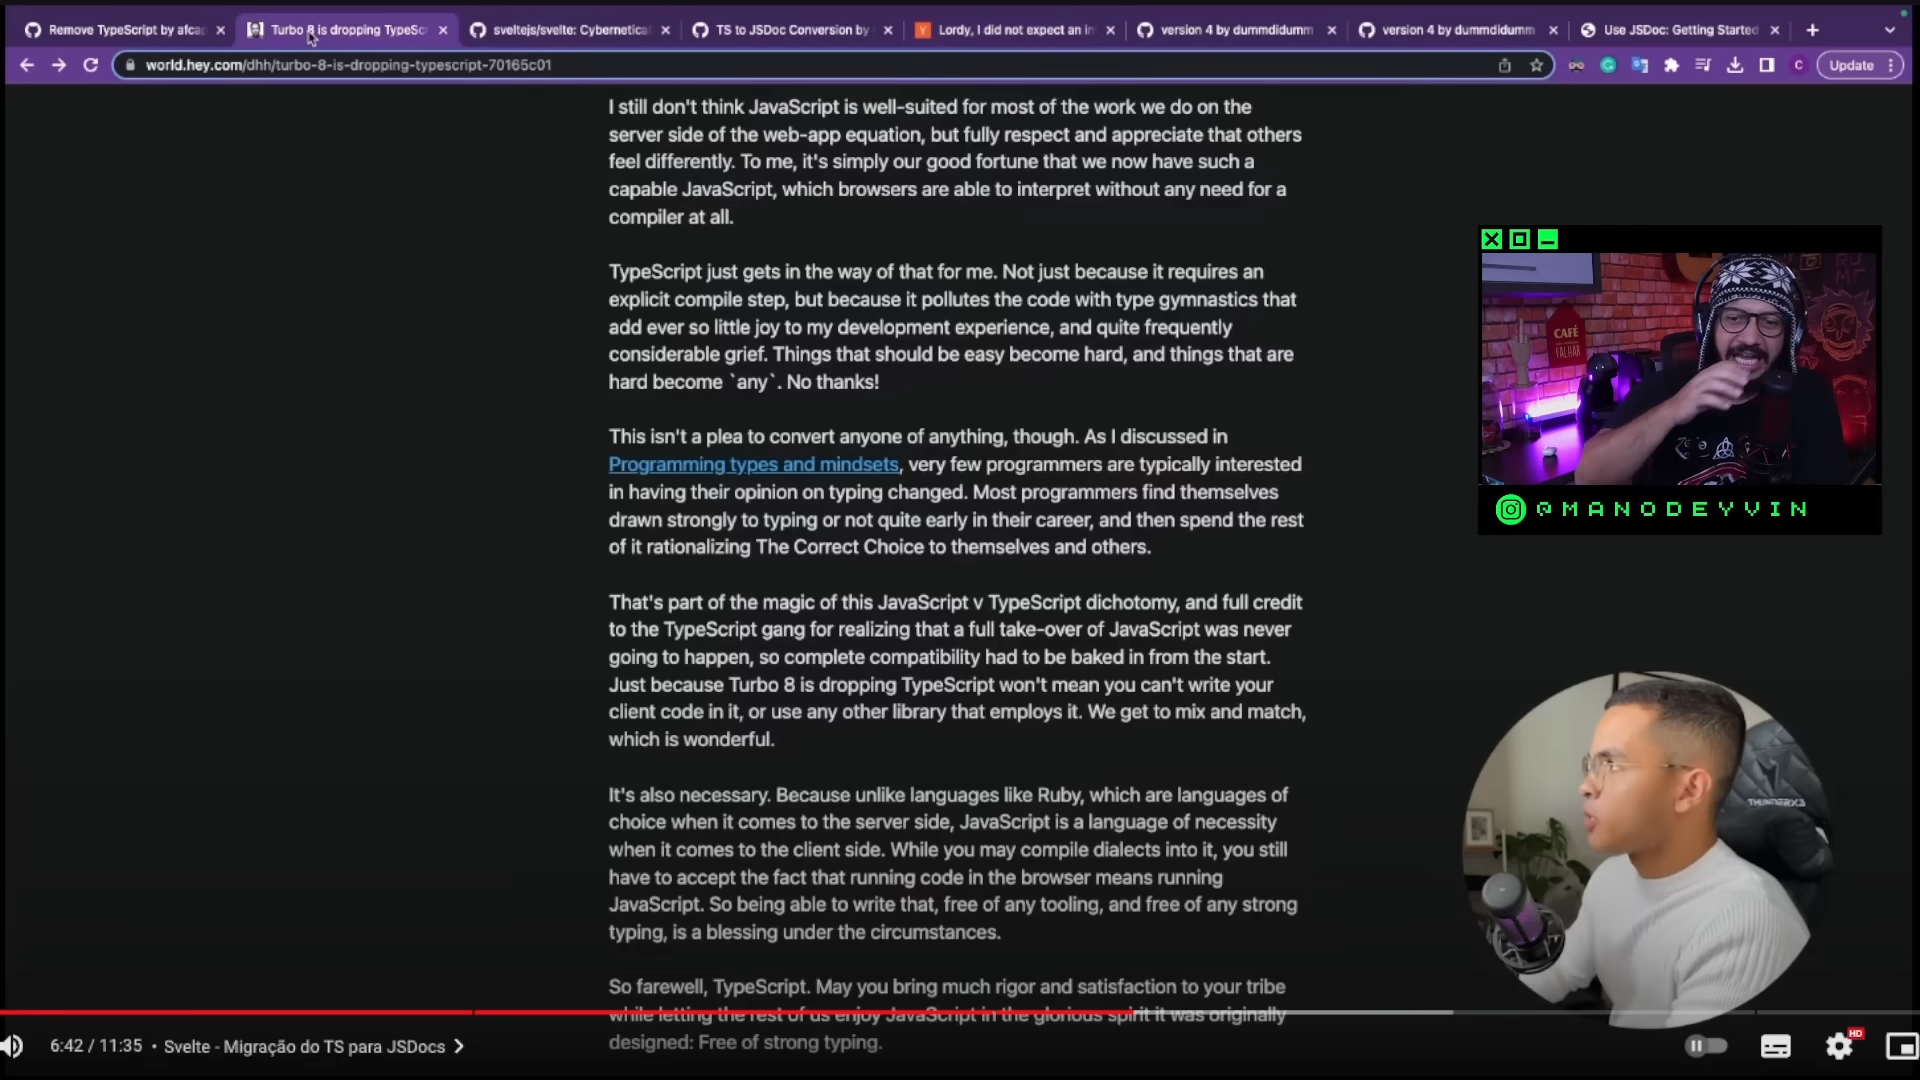 Remove TypeScript by afca
Turbo 8 is dropping TypeSc
sveltejs/svelte: Cybernetical
TS to JSDoc Conversion by
Lordy, I did not expect an in
version 4 by dummdidumm
version 4 by dummdidumm
Use JSDoc: Getting Started
world.hey.com/dhh/turbo-8-is-dropping-typescript-70165c01
C
Update
I still don't think JavaScript is well-suited for most of the work we do on the
server side of the web-app equation, but fully respect and appreciate that others
feel differently. To me, it's simply our good fortune that we now have such a
capable JavaScript, which browsers are able to interpret without any need for a
compiler at all.
TypeScript just gets in the way of that for me. Not just because it requires an
explicit compile step, but because it pollutes the code with type gymnastics that
add ever so little joy to my development experience, and quite frequently
considerable grief. Things that should be easy become hard, and things that are
hard become `any`. No thanks!
This isn't a plea to convert anyone of anything, though. As I discussed in
Programming types and mindsets, very few programmers are typically interested
in having their opinion on typing changed. Most programmers find themselves
drawn strongly to typing or not quite early in their career, and then spend the rest
of it rationalizing The Correct Choice to themselves and others.
That's part of the magic of this JavaScript v TypeScript dichotomy, and full credit
to the TypeScript gang for realizing that a full take-over of JavaScript was never
going to happen, so complete compatibility had to be baked in from the start.
Just because Turbo 8 is dropping TypeScript won't mean you can't write your
client code in it, or use any other library that employs it. We get to mix and match,
which is wonderful.
It's also necessary. Because unlike languages like Ruby, which are languages of
choice when it comes to the server side, JavaScript is a language of necessity
when it comes to the client side. While you may compile dialects into it, you still
have to accept the fact that running code in the browser means running
JavaScript. So being able to write that, free of any tooling, and free of any strong
typing, is a blessing under the circumstances.
So farewell, TypeScript. May you bring much rigor and satisfaction to your tribe
while letting the rest of us enjoy JavaScript in the glorious spirit it was originally
designed: Free of strong typing.
CAFÉ
FALHAR
@MANODEYVIN
THUNDERX3
6:42 / 11:35 • Svelte - Migração do TS para JSDocs
HD